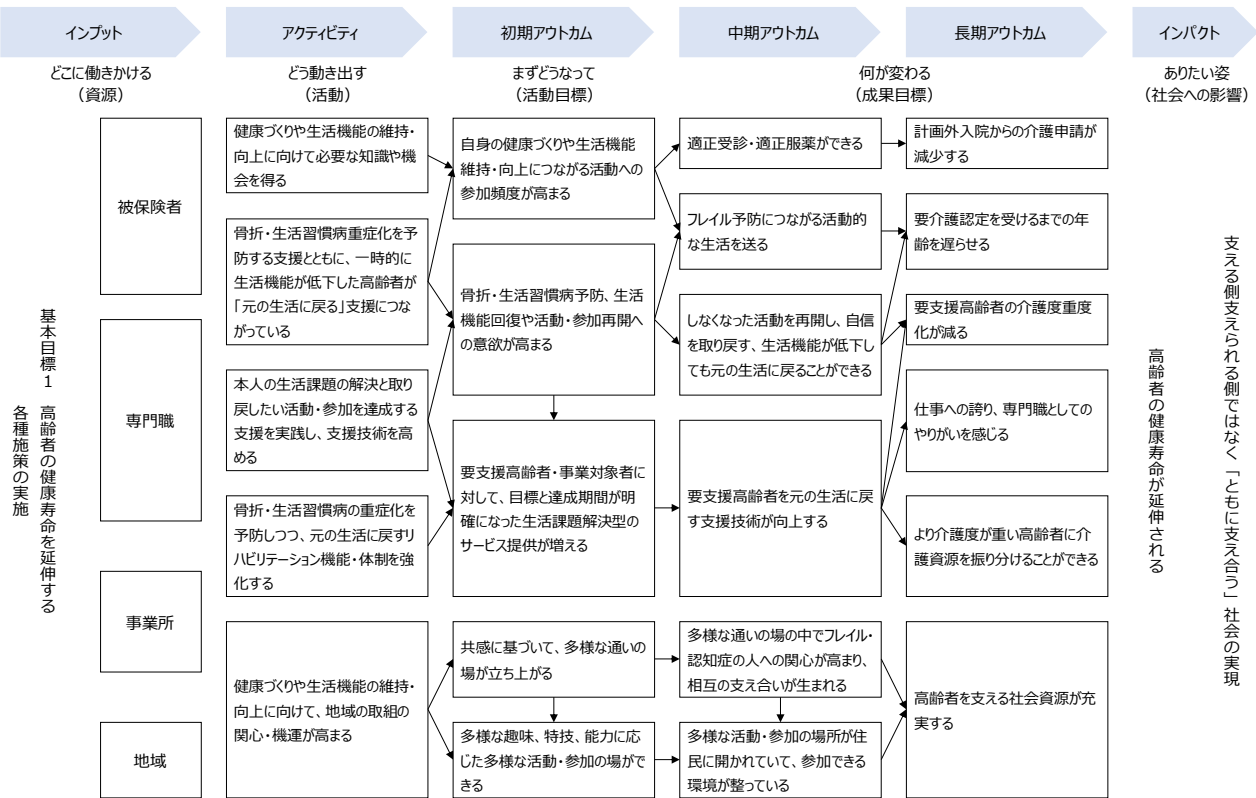 インプット
アクティビティ
初期アウトカム
中期アウトカム
長期アウトカム
インパクト
どこに働きかける
（資源）
どう動き出す
（活動）
まずどうなって
（活動目標）
何が変わる
（成果目標）
ありたい姿
（社会への影響）
基本目標１　高齢者の健康寿命を延伸する
各種施策の実施
被保険者
専門職
事業所
地域
健康づくりや生活機能の維持・
向上に向けて必要な知識や機
会を得る
骨折・生活習慣病重症化を予
防する支援とともに、一時的に
生活機能が低下した高齢者が
「元の生活に戻る」支援につな
がっている
本人の生活課題の解決と取り
戻したい活動・参加を達成する
支援を実践し、支援技術を高
める
骨折・生活習慣病の重症化を
予防しつつ、元の生活に戻すリ
ハビリテーション機能・体制を強
化する
健康づくりや生活機能の維持・
向上に向けて、地域の取組の
関心・機運が高まる
自身の健康づくりや生活機能
維持・向上につながる活動への
参加頻度が高まる
骨折・生活習慣病予防、生活
機能回復や活動・参加再開へ
の意欲が高まる
要支援高齢者・事業対象者に
対して、目標と達成期間が明
確になった生活課題解決型の
サービス提供が増える
共感に基づいて、多様な通いの
場が立ち上がる
多様な趣味、特技、能力に応
じた多様な活動・参加の場がで
きる
適正受診・適正服薬ができる
フレイル予防につながる活動的
な生活を送る
しなくなった活動を再開し、自信
を取り戻す、生活機能が低下し
ても元の生活に戻ることができる
要支援高齢者を元の生活に戻
す支援技術が向上する
多様な通いの場の中でフレイル・
認知症の人への関心が高まり、
相互の支え合いが生まれる
多様な活動・参加の場所が住
民に開かれていて、参加できる
環境が整っている
計画外入院からの介護申請が
減少する
要介護認定を受けるまでの年
齢を遅らせる
要支援高齢者の介護度重度
化が減る
仕事への誇り、専門職としての
やりがいを感じる
より介護度が重い高齢者に介
護資源を振り分けることができる
高齢者を支える社会資源が充
実する
支える側支えられる側ではなく「ともに支え合う」社会の実現
高齢者の健康寿命が延伸される